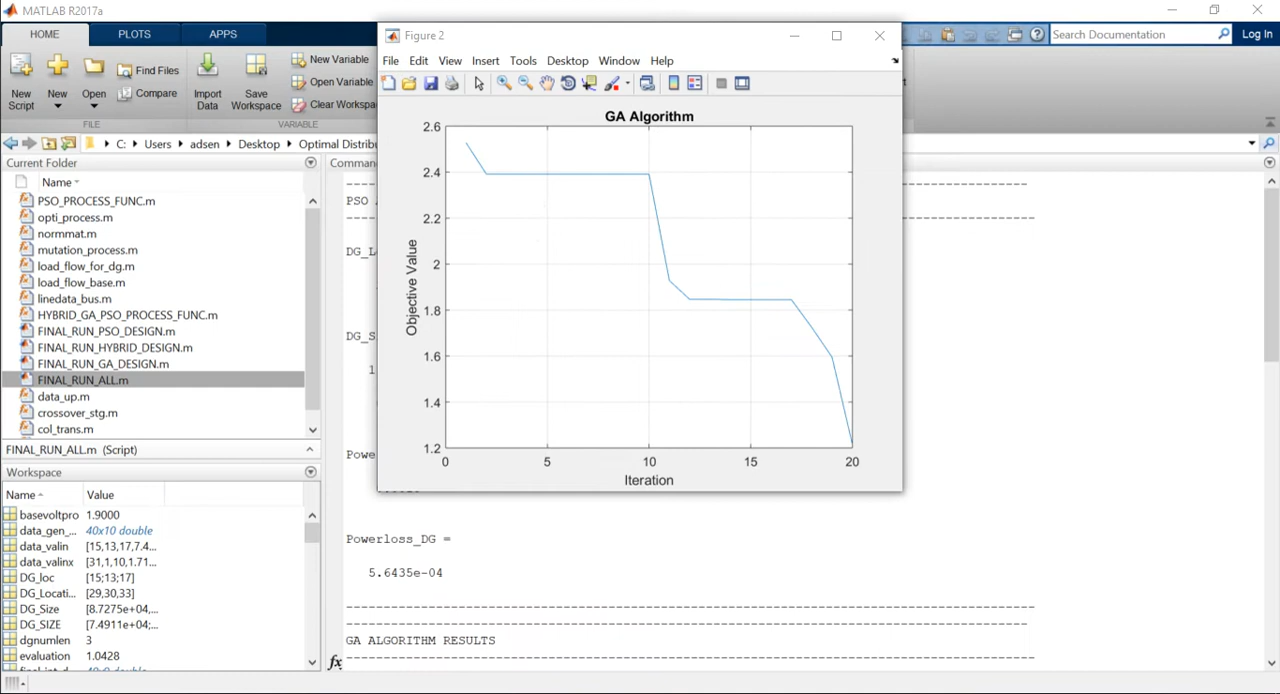 MATLAB R2017a
HOME
PLOTS
APPS
Search Documentation
Log In
New Script
New
Open
Find Files
Compare
Import Data
Save Workspace
New Variable
Open Variable
Clear Workspa
FILE
VARIABLE
C:
Users
adsen
Desktop
Optimal Distribu
Current Folder
Name
PSO_PROCESS_FUNC.m
opti_process.m
normmat.m
mutation_process.m
load_flow_for_dg.m
load_flow_base.m
linedata_bus.m
HYBRID_GA_PSO_PROCESS_FUNC.m
FINAL_RUN_PSO_DESIGN.m
FINAL_RUN_HYBRID_DESIGN.m
FINAL_RUN_GA_DESIGN.m
FINAL_RUN_ALL.m
data_up.m
crossover_stg.m
col_trans.m
FINAL_RUN_ALL.m (Script)
Workspace
Name Value
basevoltpro 1.9000
data_gen_... 40x10 double
data_valin [15,13,17,7.4...
data_valinx [31,1,10,1.71...
DG_loc [15;13;17]
DG_Locati... [29,30,33]
DG_Size [8.7275e+04,...
DG_SIZE [7.4911e+04;...
dgnumlen 3
evaluation 1.0428
Comma
--------------------------------------------------------------------------------------------
PSO
--------------------------------------------------------------------------------------------
DG_L
DG_S
1
Powe
Powerloss_DG =
5.6435e-04
--------------------------------------------------------------------------------------------
--------------------------------------------------------------------------------------------
GA ALGORITHM RESULTS
--------------------------------------------------------------------------------------------
fx
Figure 2
File Edit View Insert Tools Desktop Window Help
GA Algorithm
Objective Value
2.6
2.4
2.2
2
1.8
1.6
1.4
1.2
0 5 10 15 20
Iteration